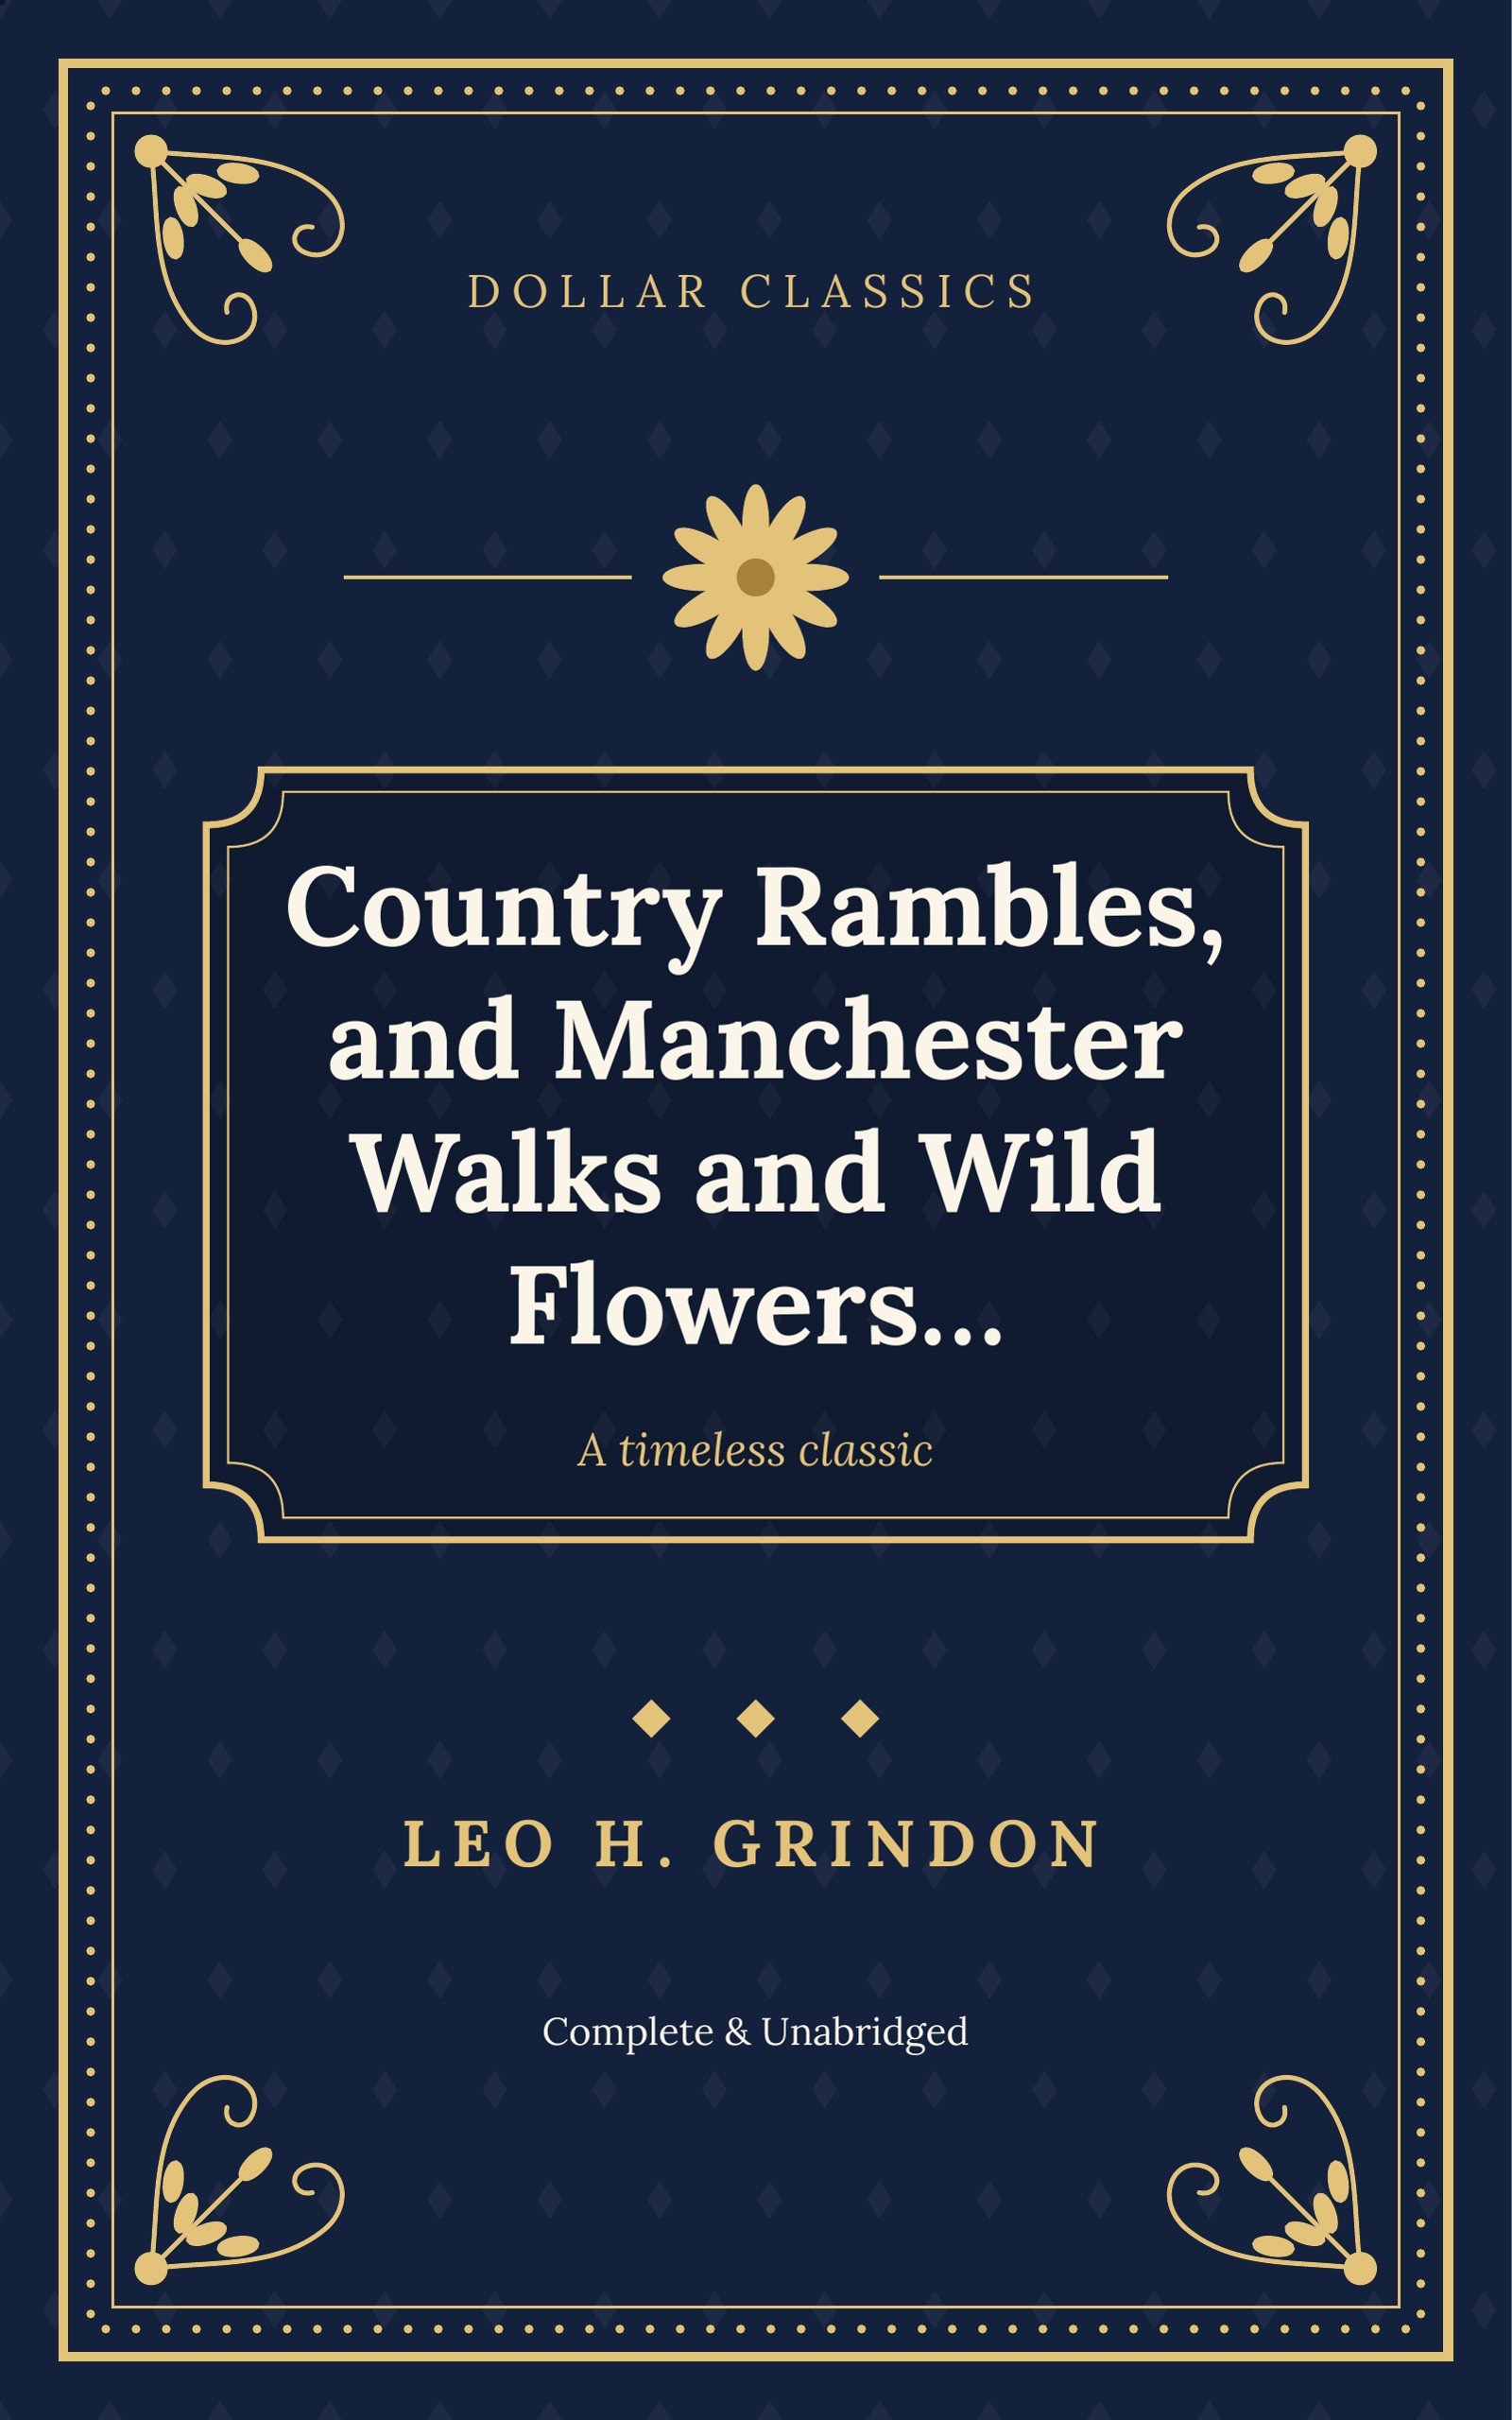 DOLLAR CLASSICS
Country Rambles,
and Manchester
Walks and Wild
Flowers...
A timeless classic
LEO H. GRINDON
Complete & Unabridged